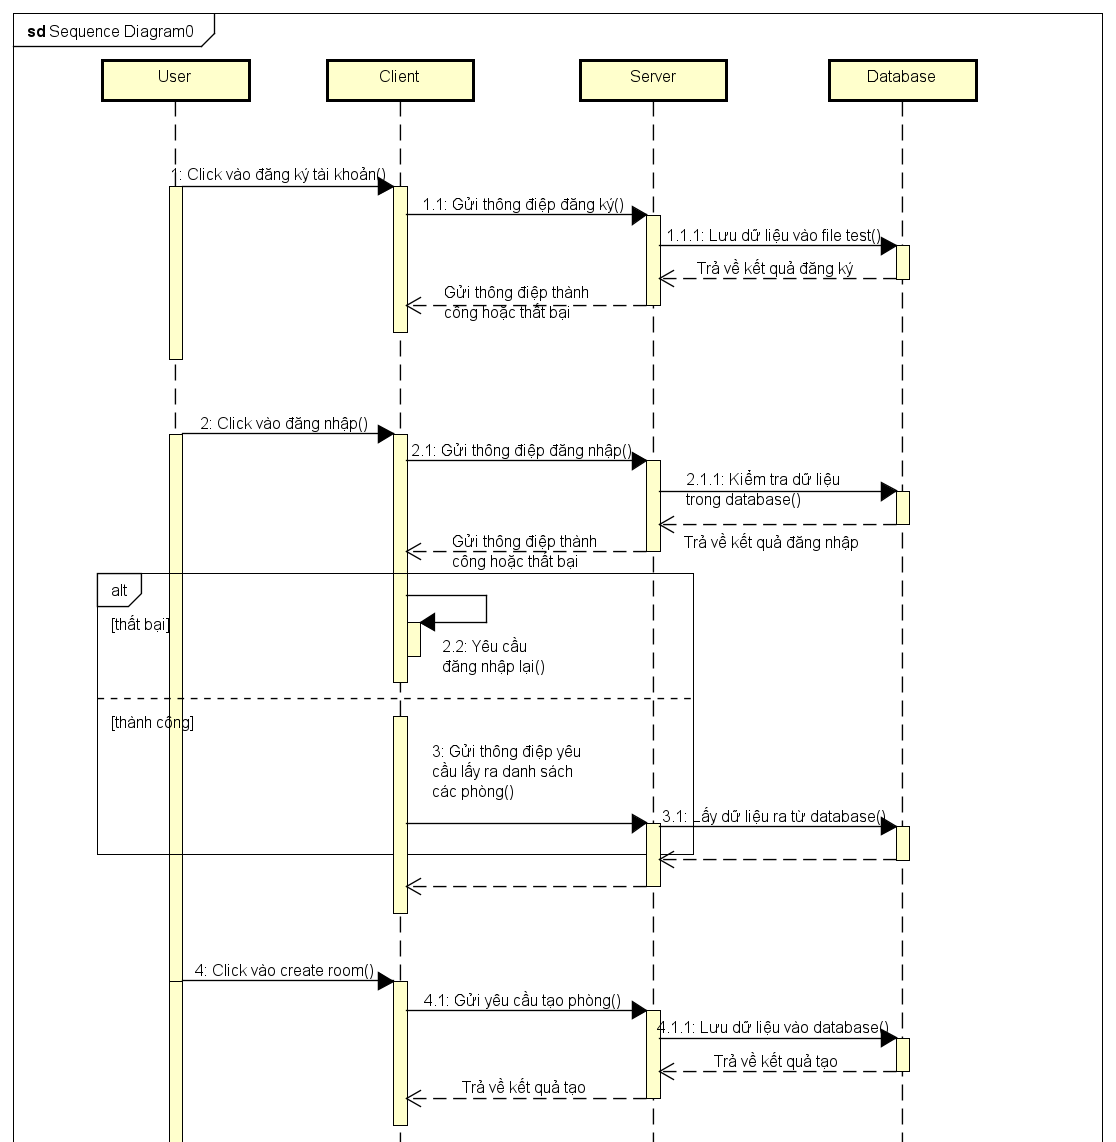 sd Sequence Diagram0
User
Client
Server
Database
1: Click vào đăng ký tài khoản()
1.1: Gửi thông điệp đăng ký()
1.1.1: Lưu dữ liệu vào file test()
Trả về kết quả đăng ký
Gửi thông điệp thành
công hoặc thất bại
2: Click vào đăng nhập()
2.1: Gửi thông điệp đăng nhập()
2.1.1: Kiểm tra dữ liệu
trong database()
Trả về kết quả đăng nhập
Gửi thông điệp thành
công hoặc thất bại
alt
[thất bại]
2.2: Yêu cầu
đăng nhập lại()
[thành công]
3: Gửi thông điệp yêu
cầu lấy ra danh sách
các phòng()
3.1: Lấy dữ liệu ra từ database()
4: Click vào create room()
4.1: Gửi yêu cầu tạo phòng()
4.1.1: Lưu dữ liệu vào database()
Trả về kết quả tạo
Trả về kết quả tạo